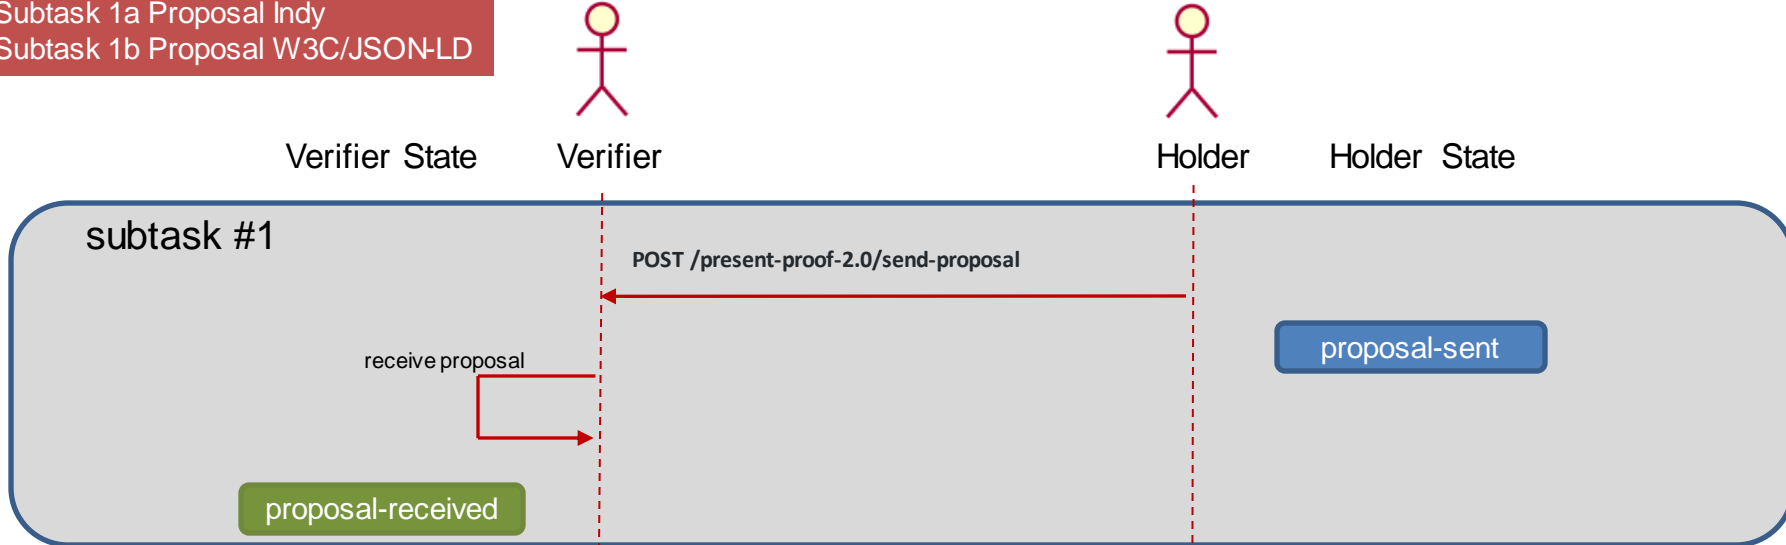 Subtask 1a Proposal Indy
Subtask 1b Proposal W3C/JSON-LD
Verifier State
Verifier
Holder
Holder State
subtask #1
POST /present-proof-2.0/send-proposal
proposal-sent
receive proposal
proposal-received